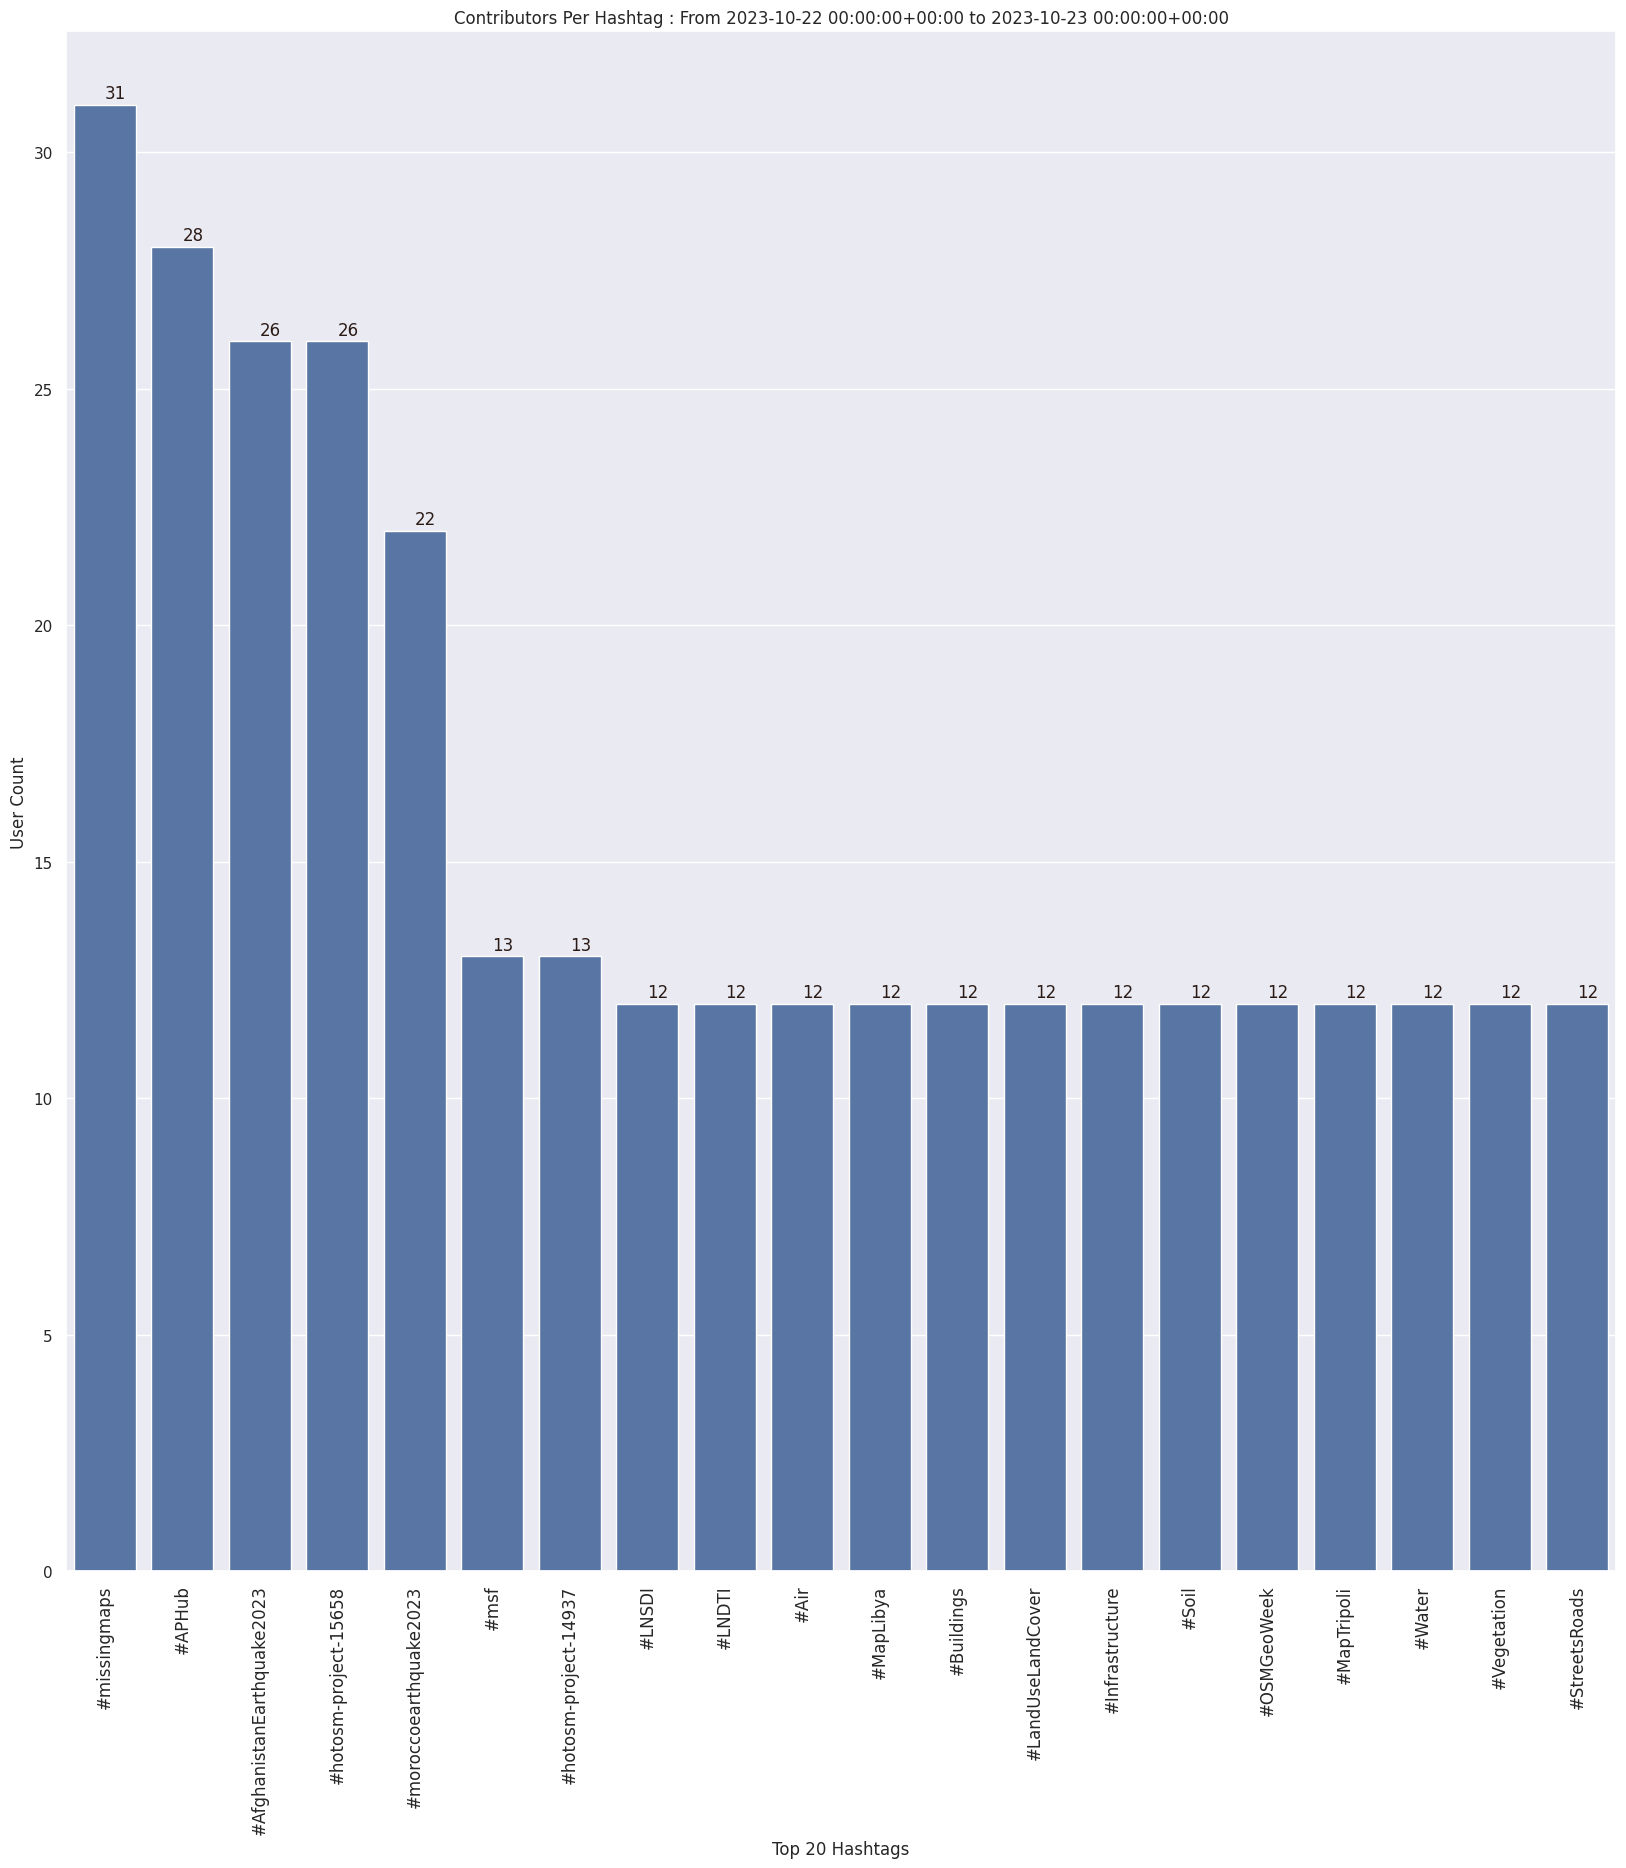 Contributors Per Hashtag : From 2023-10-22 00:00:00+00:00 to 2023-10-23 00:00:00+00:00
31
28
26
26
22
13
13
12
12
12
12
12
12
12
12
12
12
12
12
12
30
25
20
15
10
5
0
User Count
#missingmaps
#APHub
#AfghanistanEarthquake2023
#hotosm-project-15658
#moroccoearthquake2023
#msf
#hotosm-project-14937
#LNSDI
#LNDTI
#Air
#MapLibya
#Buildings
#LandUseLandCover
#Infrastructure
#Soil
#OSMGeoWeek
#MapTripoli
#Water
#Vegetation
#StreetsRoads
Top 20 Hashtags